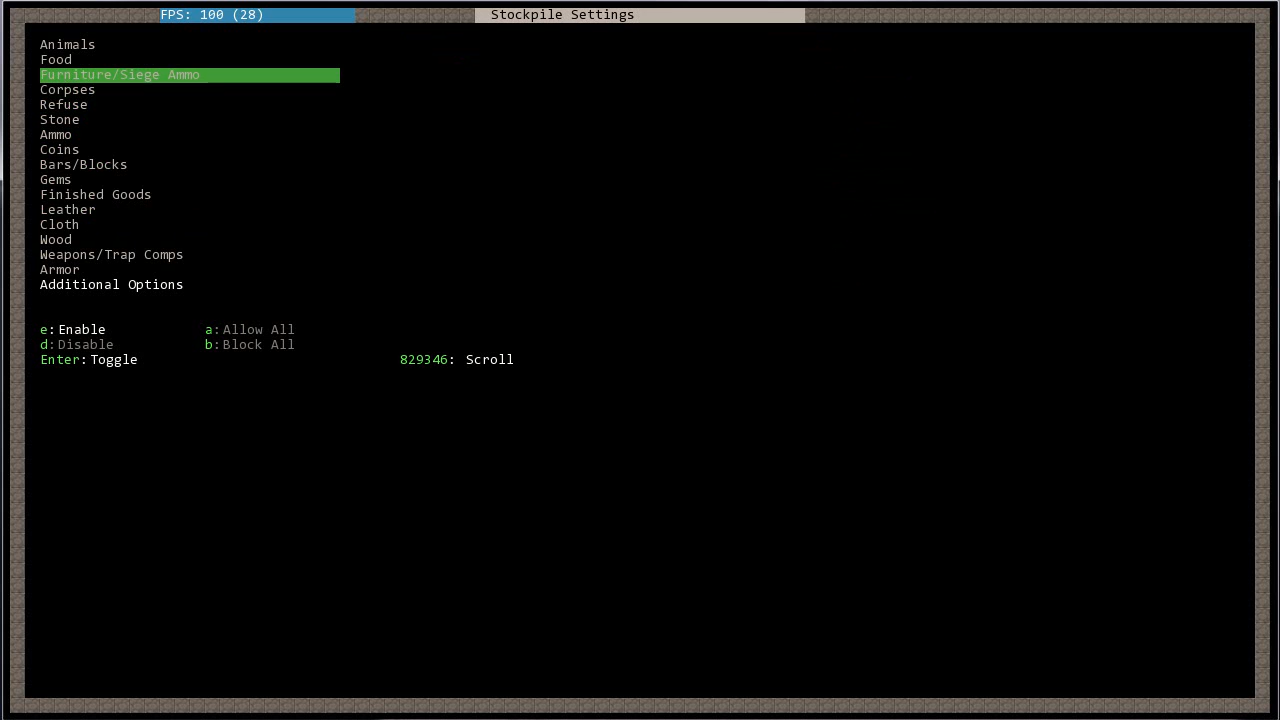 FPS: 100 (28) Stockpile Settings
Animals
Food
Furniture/Siege Ammo
Corpses
Refuse
Stone
Ammo
Coins
Bars/Blocks
Gems
Finished Goods
Leather
Cloth
Wood
Weapons/Trap Comps
Armor
Additional Options
e:Enable a:Allow All
d:Disable b:Block All
Enter:Toggle 829346: Scroll